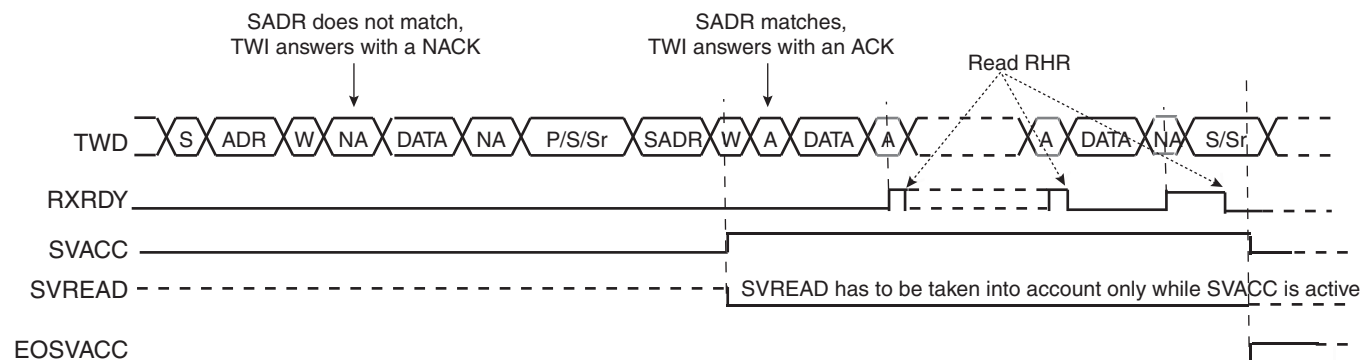 SADR does not match,
TWI answers with a NACK
SADR matches,
TWI answers with an ACK
Read RHR
TWD S ADR W NA DATA NA P/S/Sr SADR W A DATA A A DATA NA S/Sr
RXRDY
SVACC
SVREAD SVREAD has to be taken into account only while SVACC is active
EOSVACC